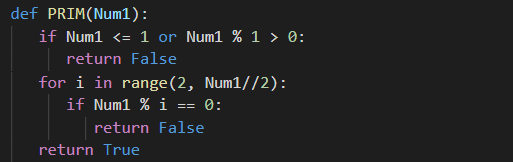 def PRIM(Num1):
    if Num1 <= 1 or Num1 % 1 > 0:
        return False
    for i in range(2, Num1//2):
        if Num1 % i == 0:
            return False
    return True